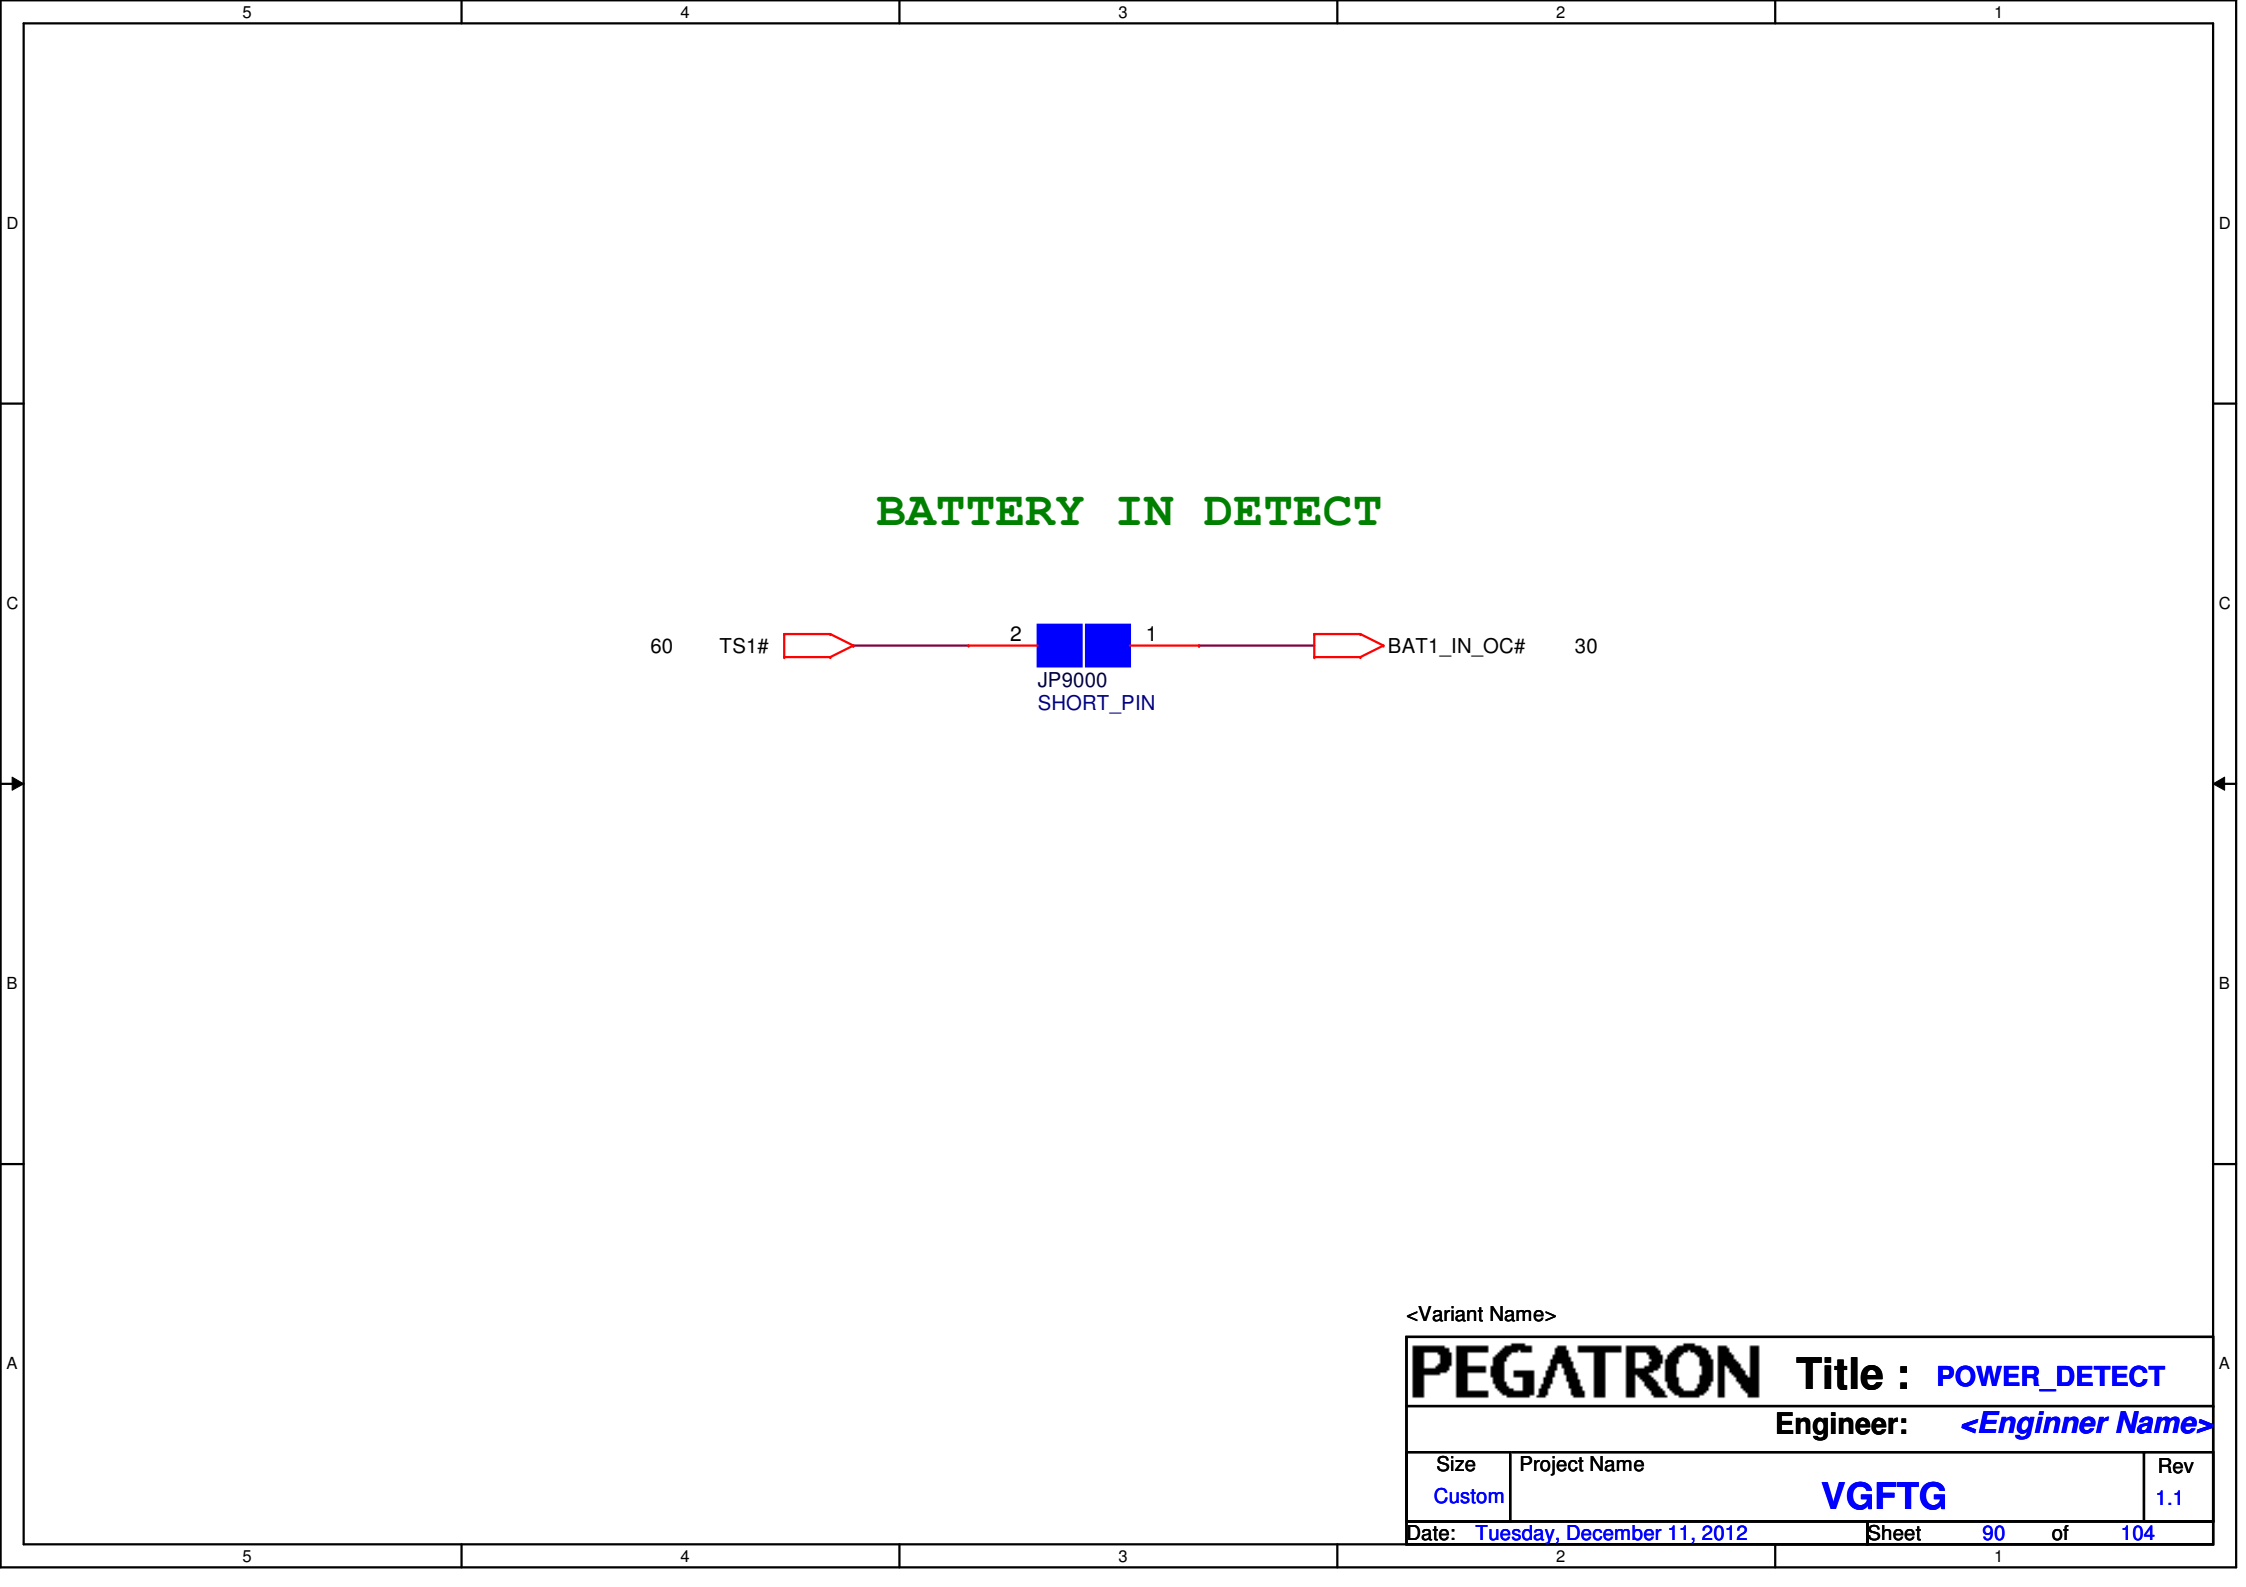 5 4 3 2 1
D D
BATTERY IN DETECT
C C
60 TS1# 2 1 BAT1_IN_OC# 30
JP9000
SHORT_PIN
B B
<Variant Name>
A A
PEGATRON Title : POWER_DETECT
Engineer: <Enginner Name>
Size Project Name Rev
Custom VGFTG 1.1
Date: Tuesday, December 11, 2012 Sheet 90 of 104
5 4 3 2 1